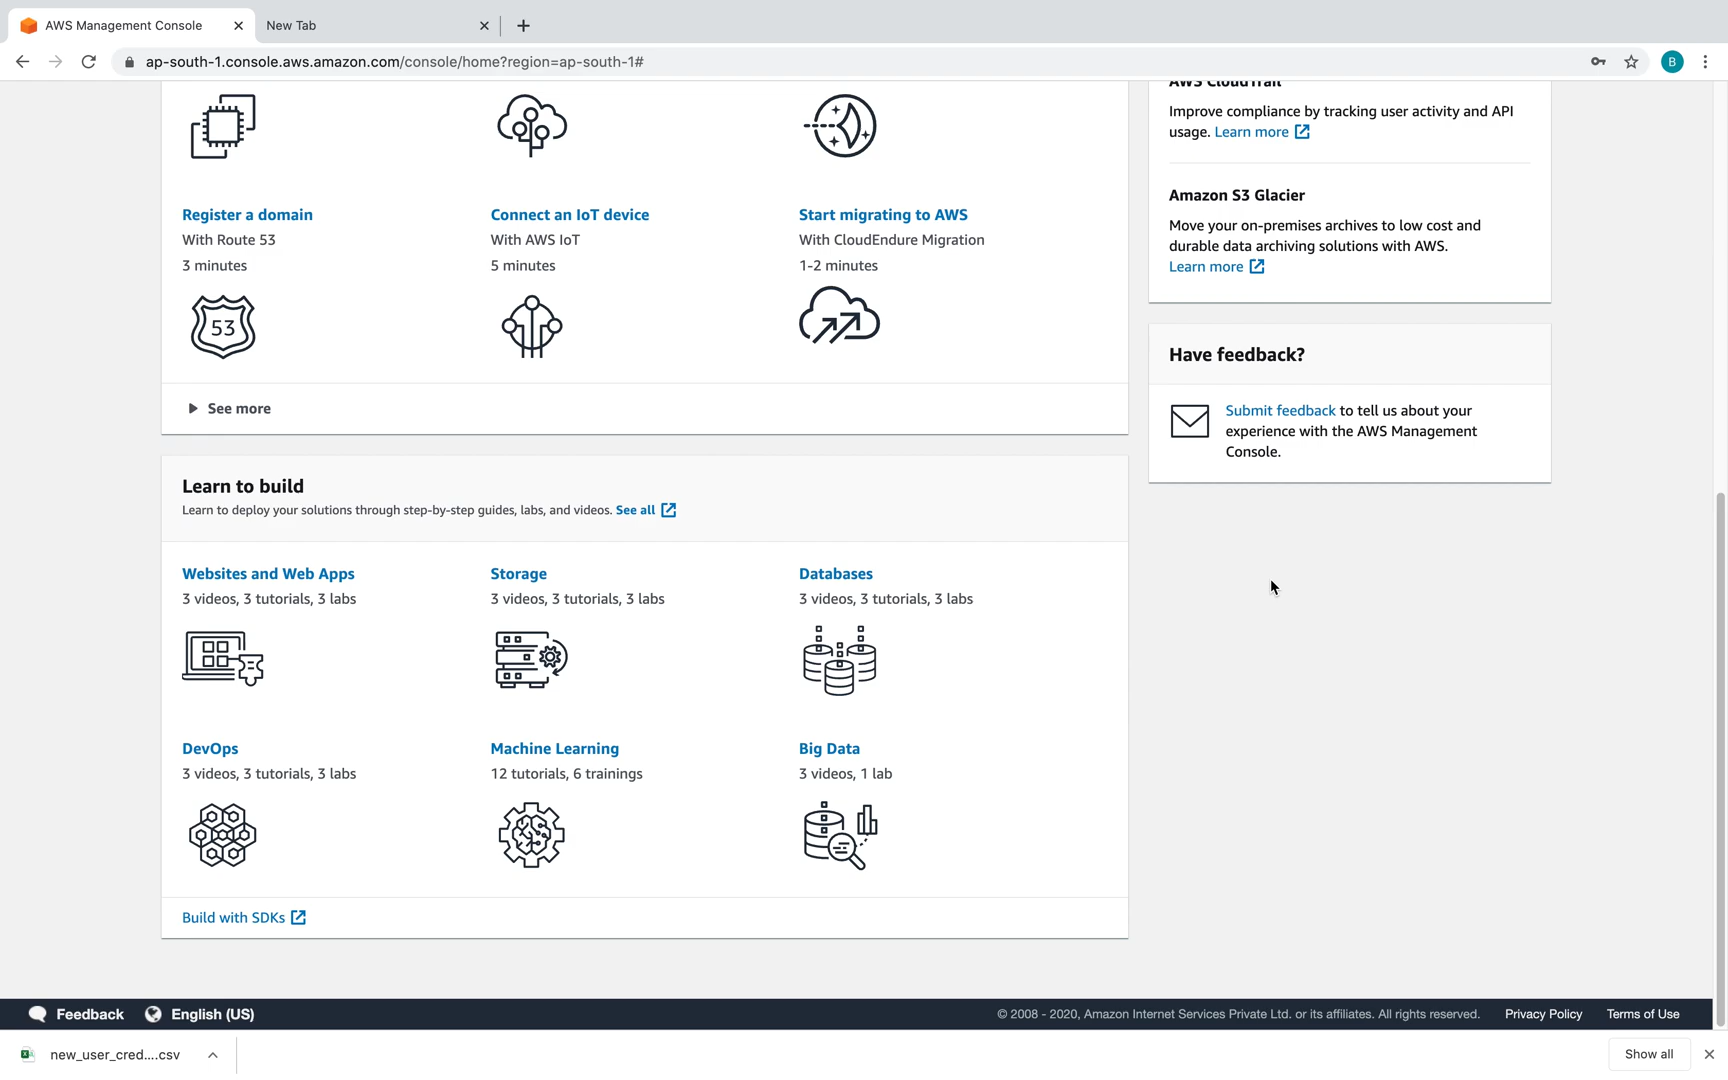 AWS Management Console
New Tab
ap-south-1.console.aws.amazon.com/console/home?region=ap-south-1#
B
AWS CloudTrail
Improve compliance by tracking user activity and API
usage. Learn more
Amazon S3 Glacier
Move your on-premises archives to low cost and
durable data archiving solutions with AWS.
Learn more
Register a domain
With Route 53
3 minutes
53
Connect an IoT device
With AWS IoT
5 minutes
Start migrating to AWS
With CloudEndure Migration
1-2 minutes
See more
Have feedback?
Submit feedback to tell us about your
experience with the AWS Management
Console.
Learn to build
Learn to deploy your solutions through step-by-step guides, labs, and videos. See all
Websites and Web Apps
3 videos, 3 tutorials, 3 labs
Storage
3 videos, 3 tutorials, 3 labs
Databases
3 videos, 3 tutorials, 3 labs
DevOps
3 videos, 3 tutorials, 3 labs
Machine Learning
12 tutorials, 6 trainings
Big Data
3 videos, 1 lab
Build with SDKs
Feedback
English (US)
© 2008 - 2020, Amazon Internet Services Private Ltd. or its affiliates. All rights reserved.
Privacy Policy
Terms of Use
new_user_cred....csv
Show all